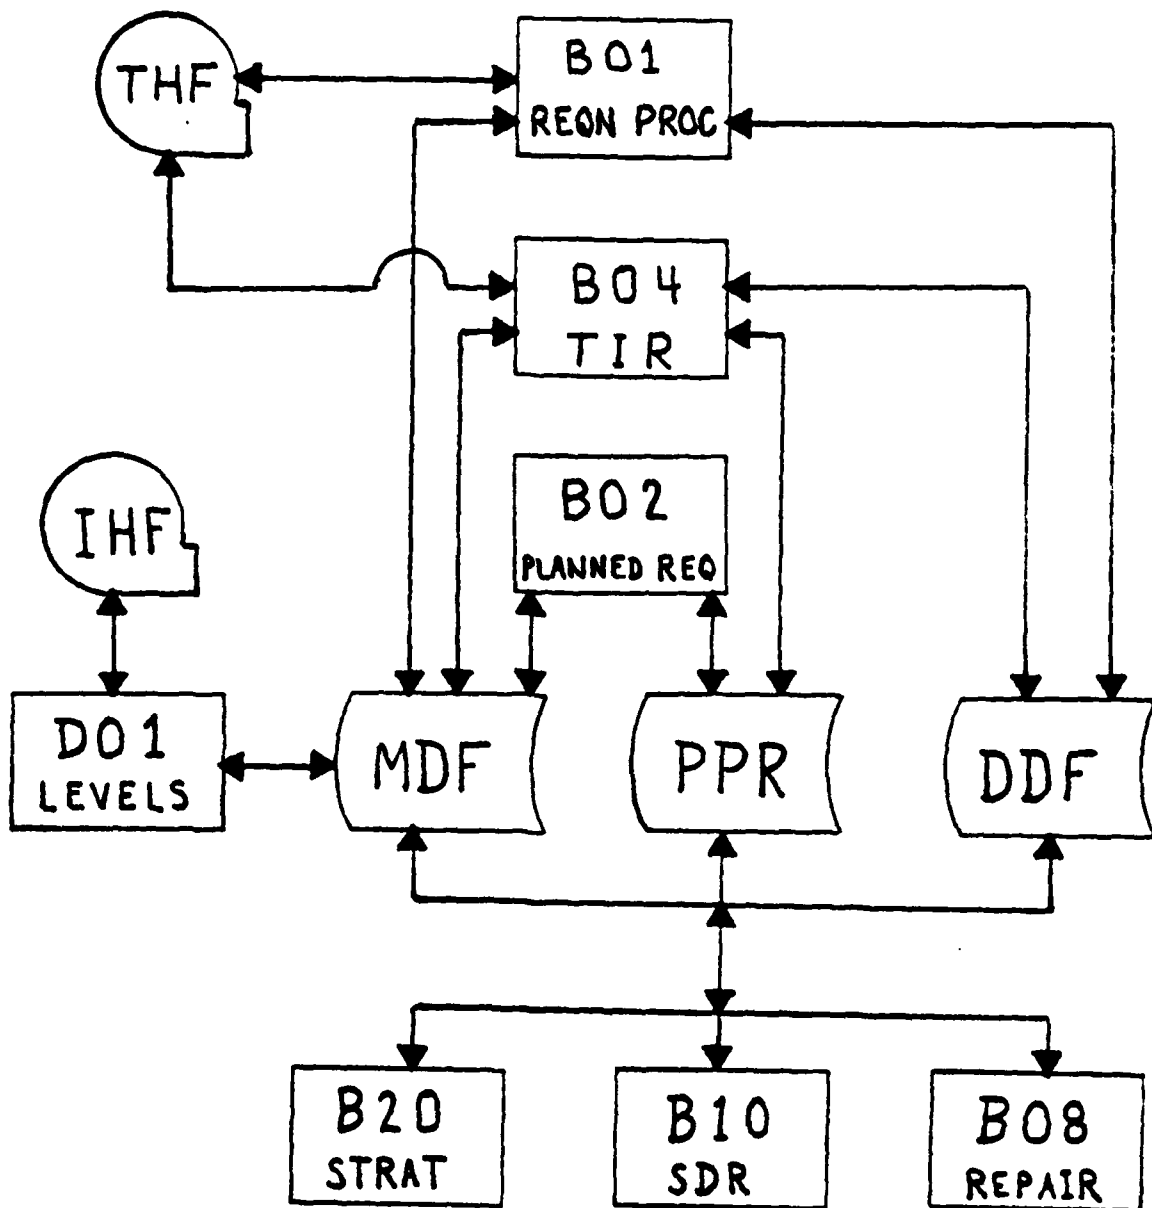 THF
B01
REQN PROC
B04
TIR
B02
PLANNED REQ
IHF
D01
LEVELS
MDF
PPR
DDF
B20
STRAT
B10
SDR
B08
REPAIR